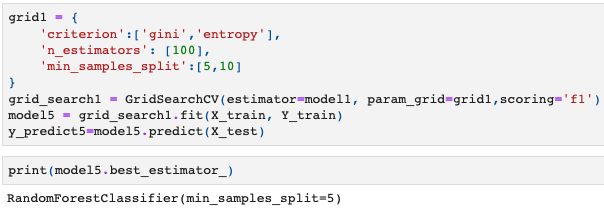 grid1 = {
    'criterion':['gini','entropy'],
    'n_estimators': [100],
    'min_samples_split':[5,10]
}
grid_search1 = GridSearchCV(estimator=model1, param_grid=grid1,scoring='f1')
model5 = grid_search1.fit(X_train, Y_train)
y_predict5=model5.predict(X_test)
print(model5.best_estimator_)
RandomForestClassifier(min_samples_split=5)